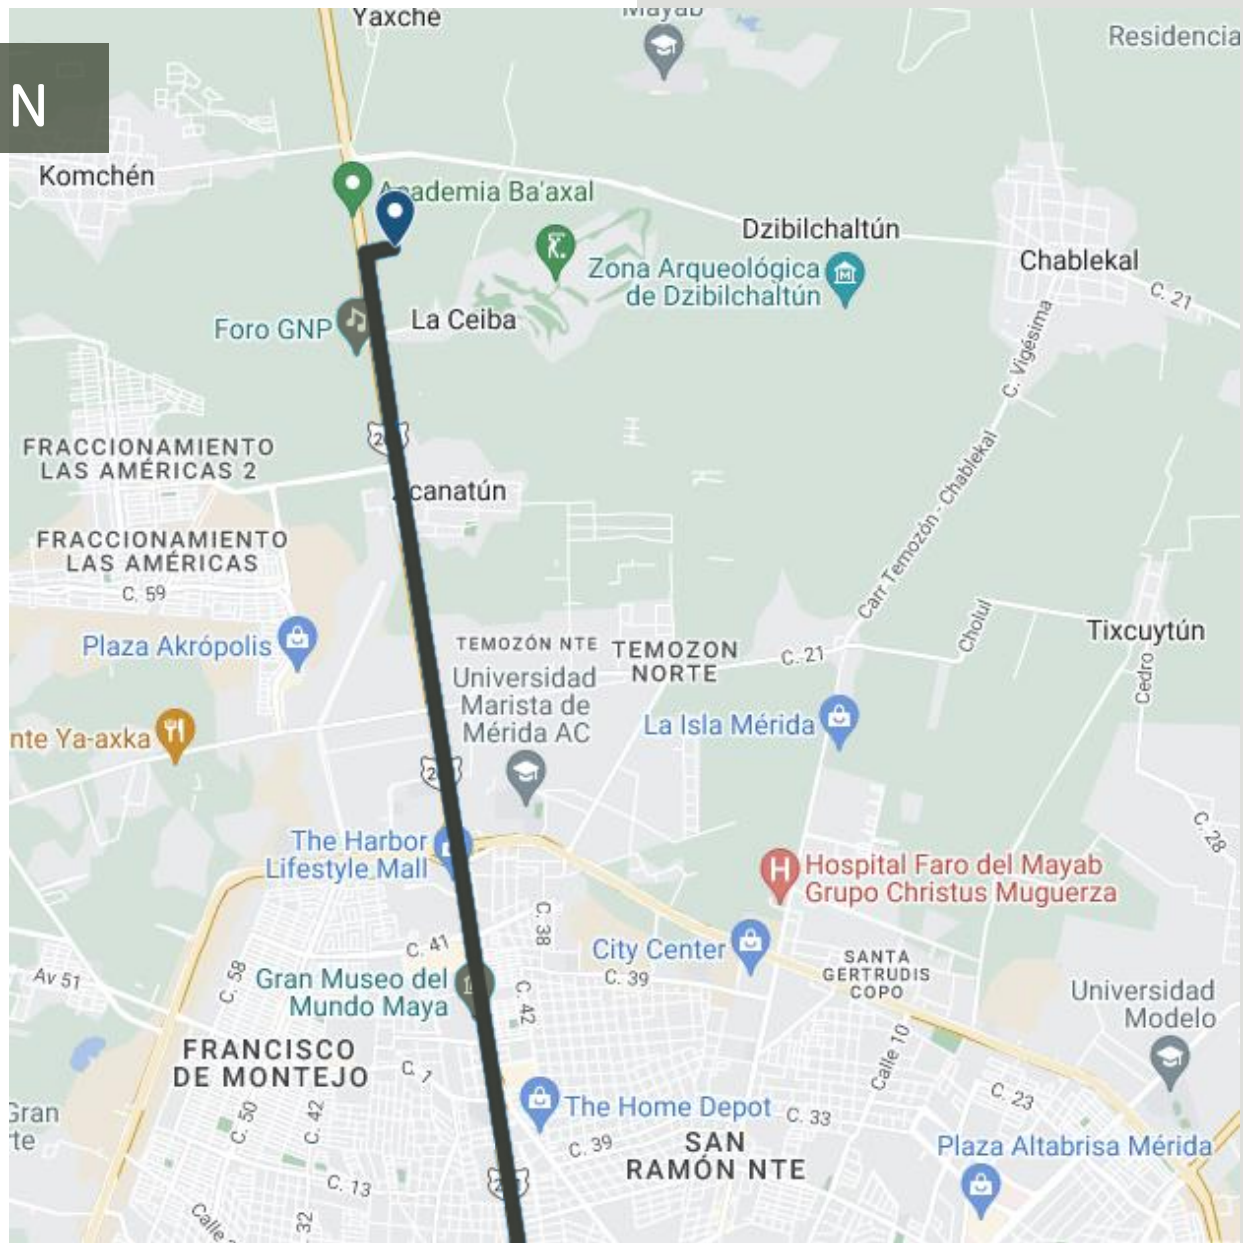 Yaxché
Mayab
Residencia
N
Komchén
Academia Ba'axal
Dzibilchaltún
Zona Arqueológica
de Dzibilchaltún
Chablekal
C. 21
Foro GNP
La Ceiba
C. Vigésima
FRACCIONAMIENTO
LAS AMÉRICAS 2
canatún
Carr Temozón - Chablekal
FRACCIONAMIENTO
LAS AMÉRICAS
C. 59
Plaza Akrópolis
TEMOZÓN NTE
TEMOZON
NORTE
C. 21
Cholul
Tixcuytún
Cedro
Universidad
Marista de
Mérida AC
La Isla Mérida
nte Ya-axka
C. 28
The Harbor
Lifestyle Mall
H
Hospital Faro del Mayab
Grupo Christus Muguerza
C. 38
C. 41
City Center
SANTA
GERTRUDIS
COPO
Av 51
C. 58
Gran Museo del
Mundo Maya
C. 42
C. 39
Universidad
Modelo
FRANCISCO
DE MONTEJO
C. 1
Calle 10
C. 23
Gran
rte
C. 50
C. 42
The Home Depot
C. 33
C. 39
SAN
RAMÓN NTE
Plaza Altabrisa Mérida
C. 13
Calle
32